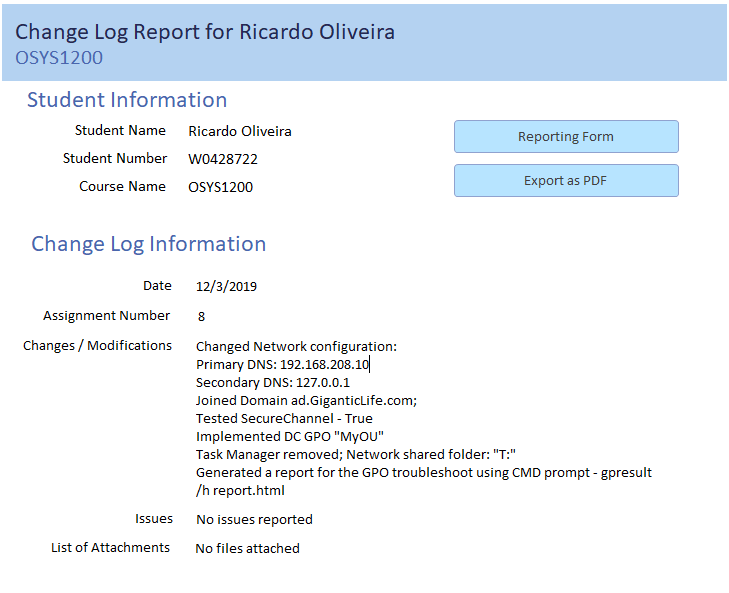 Change Log Report for Ricardo Oliveira
OSYS1200
Student Information
Student Name Ricardo Oliveira
Student Number W0428722
Course Name OSYS1200
Reporting Form
Export as PDF
Change Log Information
Date 12/3/2019
Assignment Number 8
Changes / Modifications Changed Network configuration:
Primary DNS: 192.168.208.10
Secondary DNS: 127.0.0.1
Joined Domain ad.GiganticLife.com;
Tested SecureChannel - True
Implemented DC GPO "MyOU"
Task Manager removed; Network shared folder: "T:"
Generated a report for the GPO troubleshoot using CMD prompt - gpresult
/h report.html
Issues No issues reported
List of Attachments No files attached